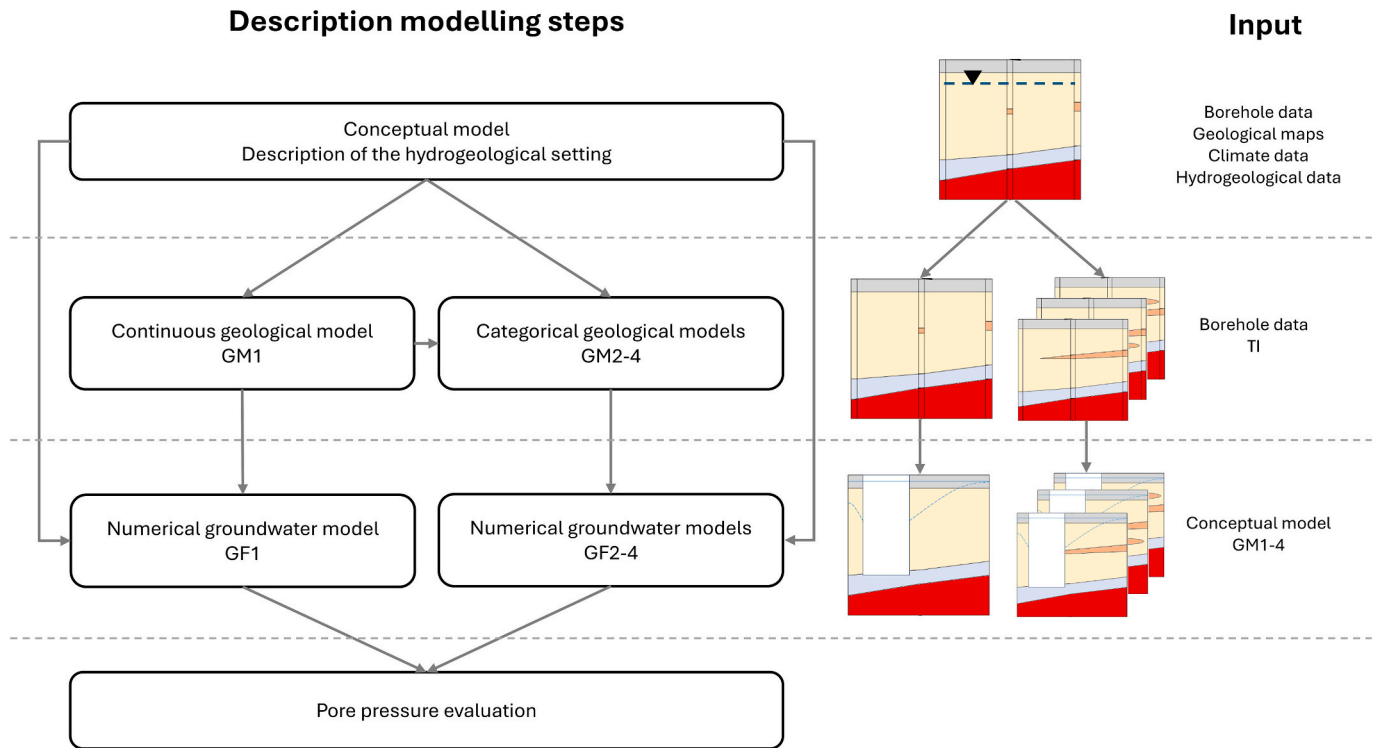 Description modelling steps
Input
Conceptual model
Description of the hydrogeological setting
Borehole data
Geological maps
Climate data
Hydrogeological data
Continuous geological model
GM1
Categorical geological models
GM2-4
Borehole data
TI
Numerical groundwater model
GF1
Numerical groundwater models
GF2-4
Conceptual model
GM1-4
Pore pressure evaluation